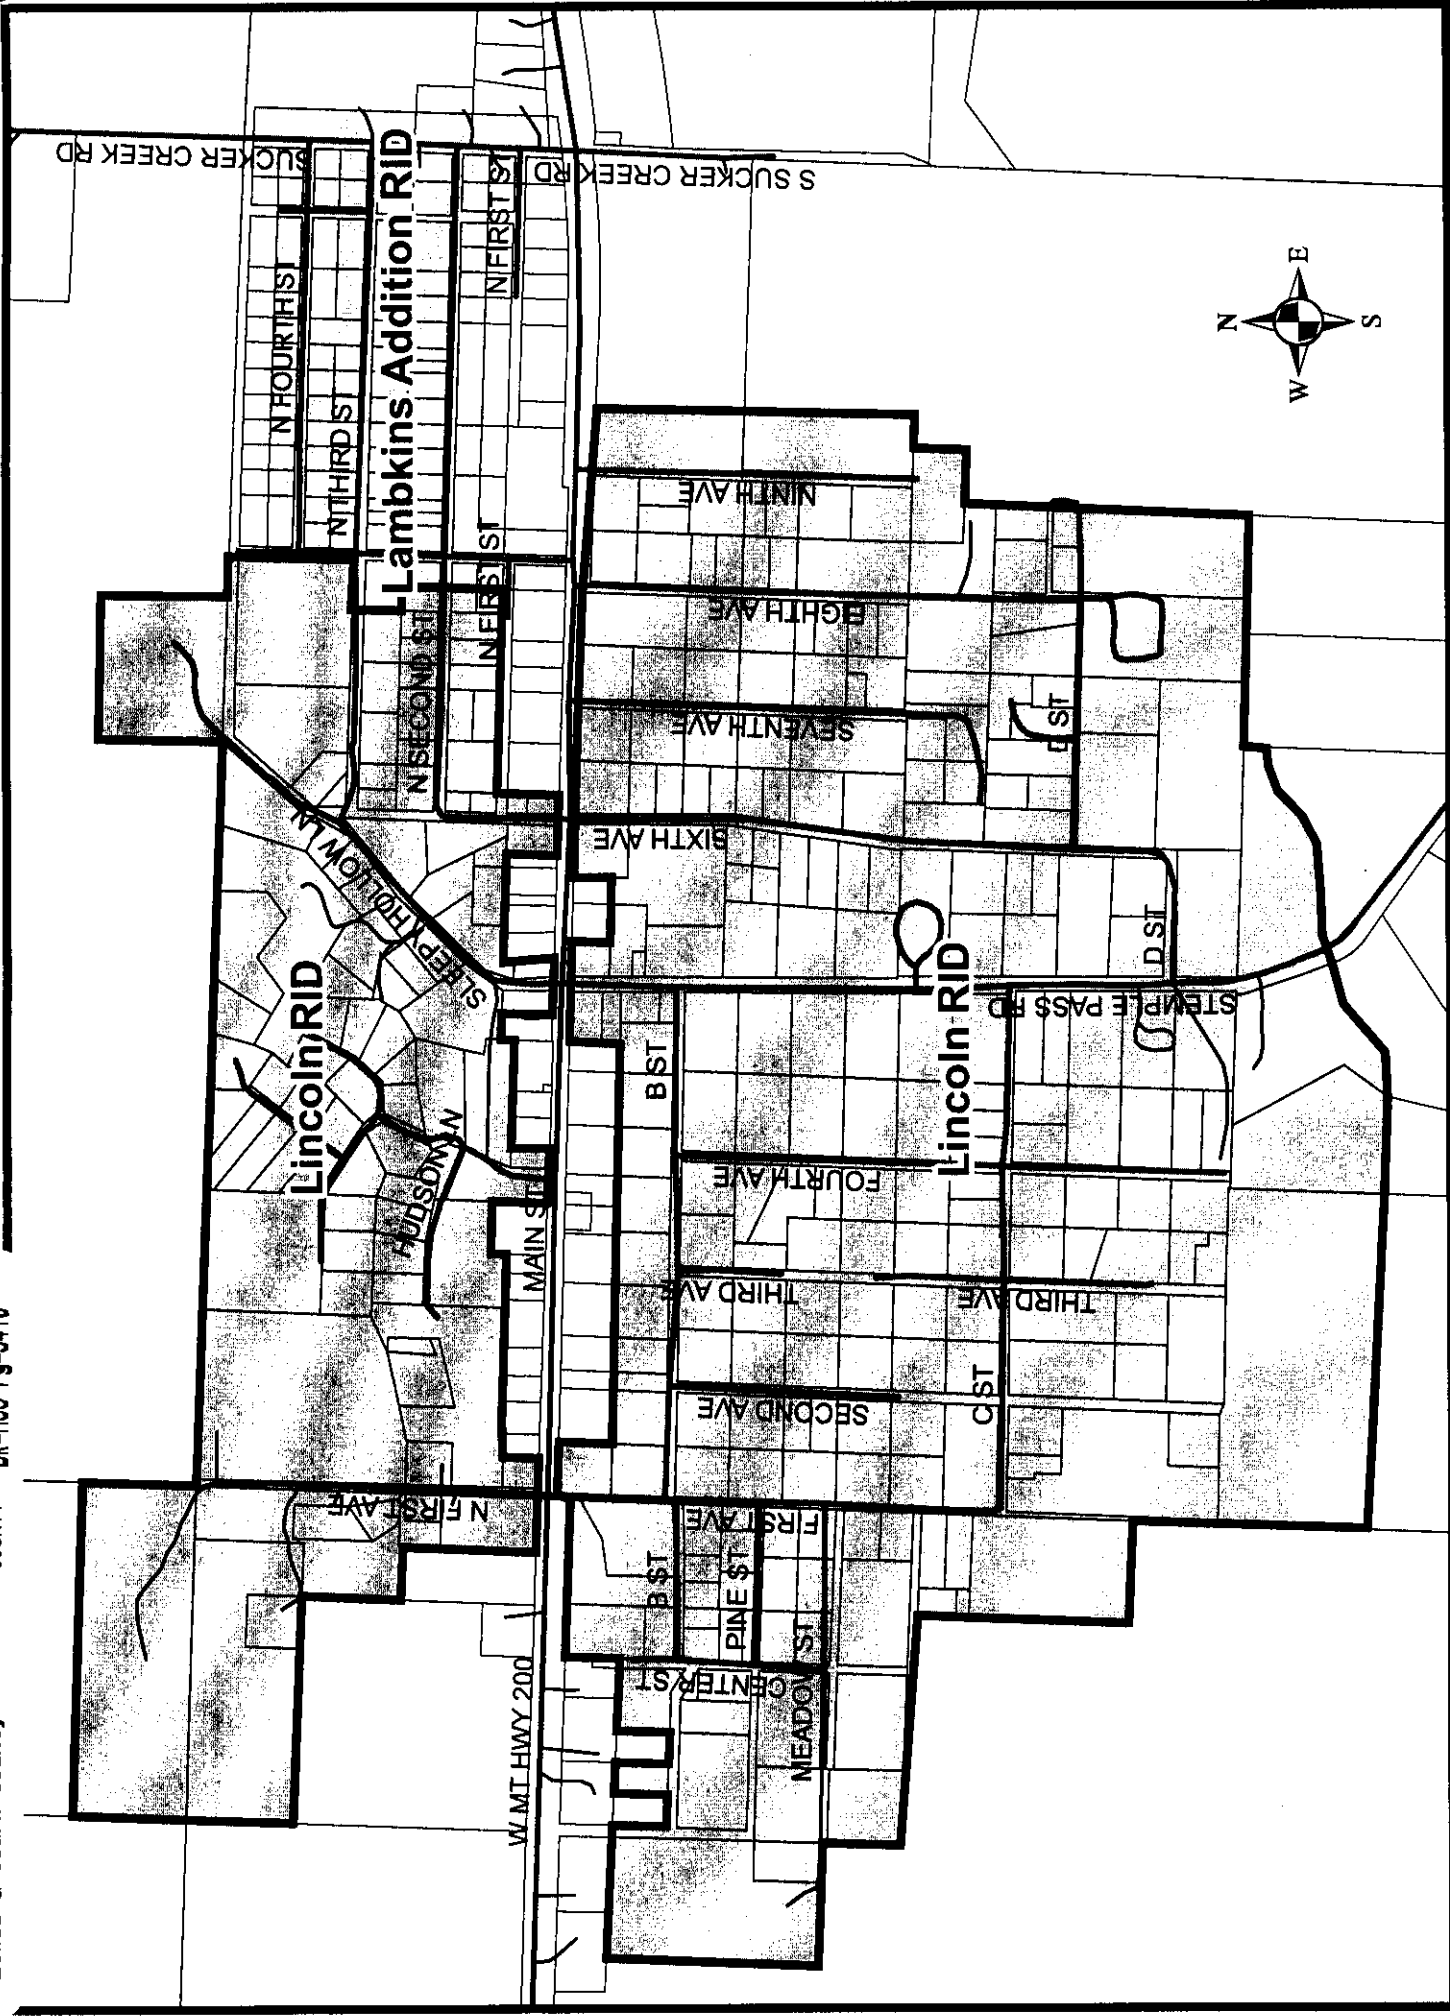 SUCKER CREEK RD
S SUCKER CREEK RD
Lambkins Addition RID
N FOURTH ST
N THIRD ST
N FIRST ST
N FIRST ST
N SECOND ST
NINTH AVE
EIGHTH AVE
SEVENTH AVE
SIXTH AVE
D ST
D ST
N
E
S
W
SLEEPY HOLLOW LN
Lincoln RID
HUDSON LN
MAIN ST
Lincoln RID
STEMPLE PASS RD
B ST
FOURTH AVE
THIRD AVE
THIRD AVE
SECOND AVE
C ST
N FIRST AVE
FIRST AVE
B ST
PINE ST
MEADOW ST
CENTER ST
W MT HWY 200